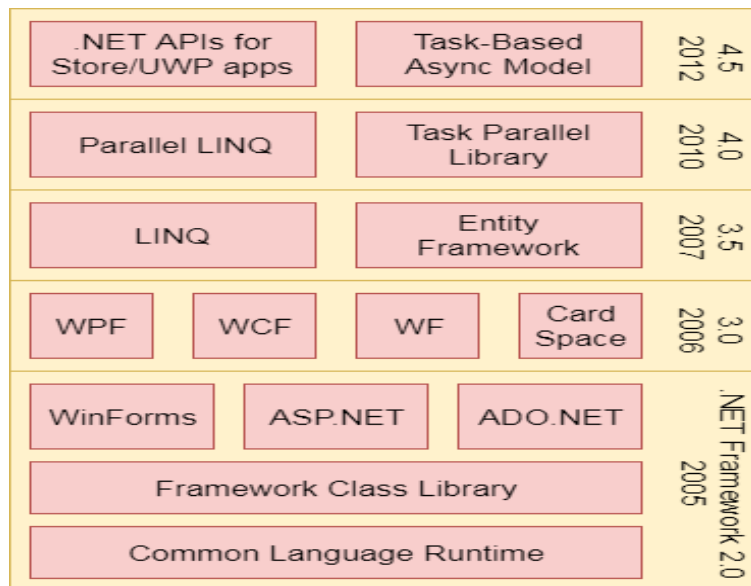 .NET APIs for
Store/UWP apps
Task-Based
Async Model
4.5
2012
Parallel LINQ
Task Parallel
Library
4.0
2010
LINQ
Entity
Framework
3.5
2007
WPF
WCF
WF
Card
Space
3.0
2006
WinForms
ASP.NET
ADO.NET
Framework Class Library
Common Language Runtime
.NET Framework 2.0
2005